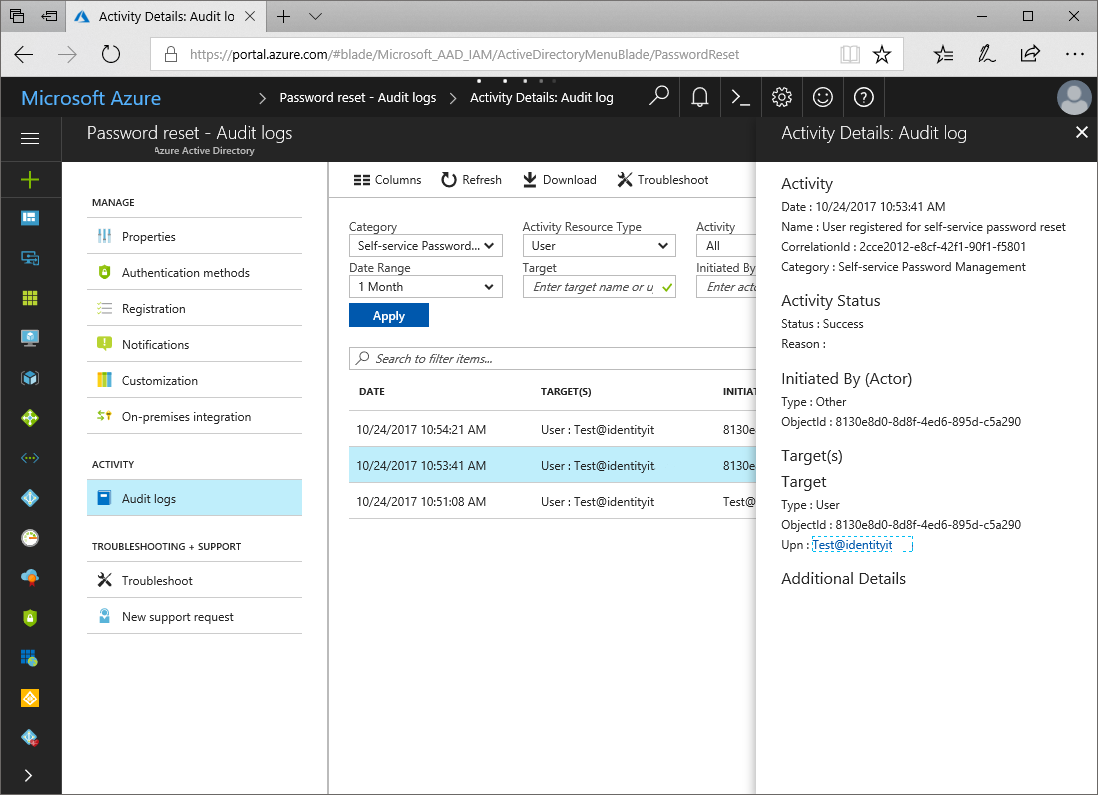 Activity Details: Audit lo
https://portal.azure.com/#blade/Microsoft_AAD_IAM/ActiveDirectoryMenuBlade/PasswordReset
Microsoft Azure
Password reset - Audit logs
Activity Details: Audit log
Password reset - Audit logs
Azure Active Directory
MANAGE
Properties
Authentication methods
Registration
Notifications
Customization
On-premises integration
ACTIVITY
Audit logs
TROUBLESHOOTING + SUPPORT
Troubleshoot
New support request
Columns
Refresh
Download
Troubleshoot
Category
Activity Resource Type
Activity
Self-service Password...
User
All
Date Range
Target
Initiated By
1 Month
Enter target name or u
Enter acto
Apply
Search to filter items...
DATE TARGET(S) INITIAT
10/24/2017 10:54:21 AM User : Test@identityit 8130e
10/24/2017 10:53:41 AM User : Test@identityit 8130e
10/24/2017 10:51:08 AM User : Test@identityit Test@
Activity Details: Audit log
Activity
Date : 10/24/2017 10:53:41 AM
Name : User registered for self-service password reset
CorrelationId : 2cce2012-e8cf-42f1-90f1-f5801
Category : Self-service Password Management
Activity Status
Status : Success
Reason :
Initiated By (Actor)
Type : Other
ObjectId : 8130e8d0-8d8f-4ed6-895d-c5a290
Target(s)
Target
Type : User
ObjectId : 8130e8d0-8d8f-4ed6-895d-c5a290
Upn : Test@identityit
Additional Details